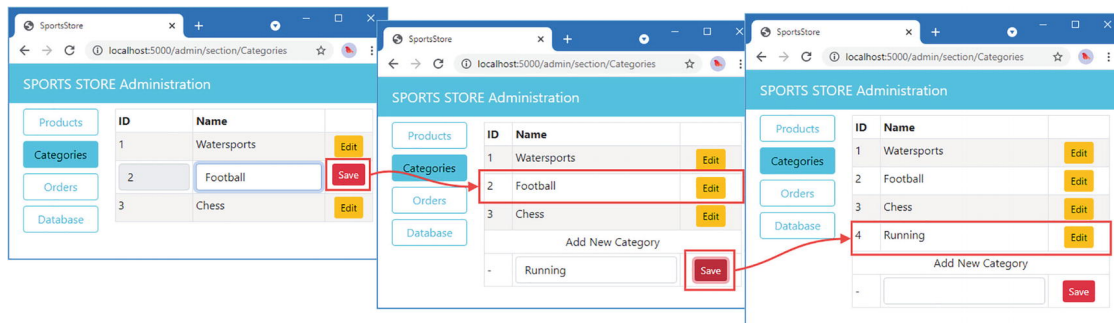 SportsStore
localhost:5000/admin/section/Categories
SPORTS STORE Administration
Products
Categories
Orders
Database
ID Name
1 Watersports Edit
2 Football Save
3 Chess Edit
SportsStore
localhost:5000/admin/section/Categories
SPORTS STORE Administration
Products
Categories
Orders
Database
ID Name
1 Watersports Edit
2 Football Edit
3 Chess Edit
Add New Category
- Running Save
SportsStore
localhost:5000/admin/section/Categories
SPORTS STORE Administration
Products
Categories
Orders
Database
ID Name
1 Watersports Edit
2 Football Edit
3 Chess Edit
4 Running Edit
Add New Category
- Save